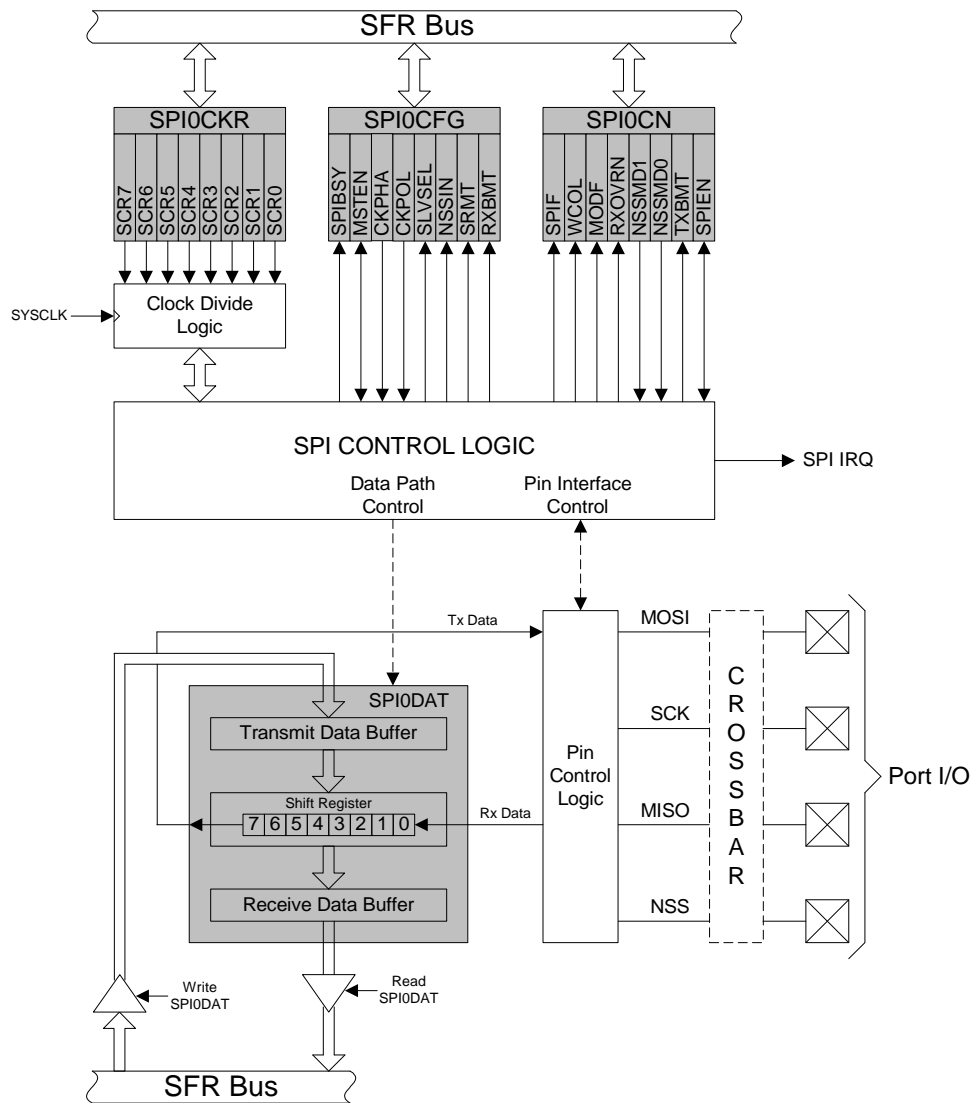 SFR Bus
SPI0CKR
SPI0CFG
SPI0CN
SCR7
SCR6
SCR5
SCR4
SCR3
SCR2
SCR1
SCR0
SPIBSY
MSTEN
CKPHA
CKPOL
SLVSEL
NSSIN
SRMT
RXBMT
SPIF
WCOL
MODF
RXOVRN
NSSMD1
NSSMD0
TXBMT
SPIEN
SYSCLK
Clock Divide
Logic
SPI CONTROL LOGIC
SPI IRQ
Data Path
Control
Pin Interface
Control
Tx Data
MOSI
SPI0DAT
Transmit Data Buffer
SCK
Shift Register
7 6 5 4 3 2 1 0
Rx Data
Pin
Control
Logic
MISO
Receive Data Buffer
NSS
CROSSBAR
Port I/O
Write
SPI0DAT
Read
SPI0DAT
SFR Bus